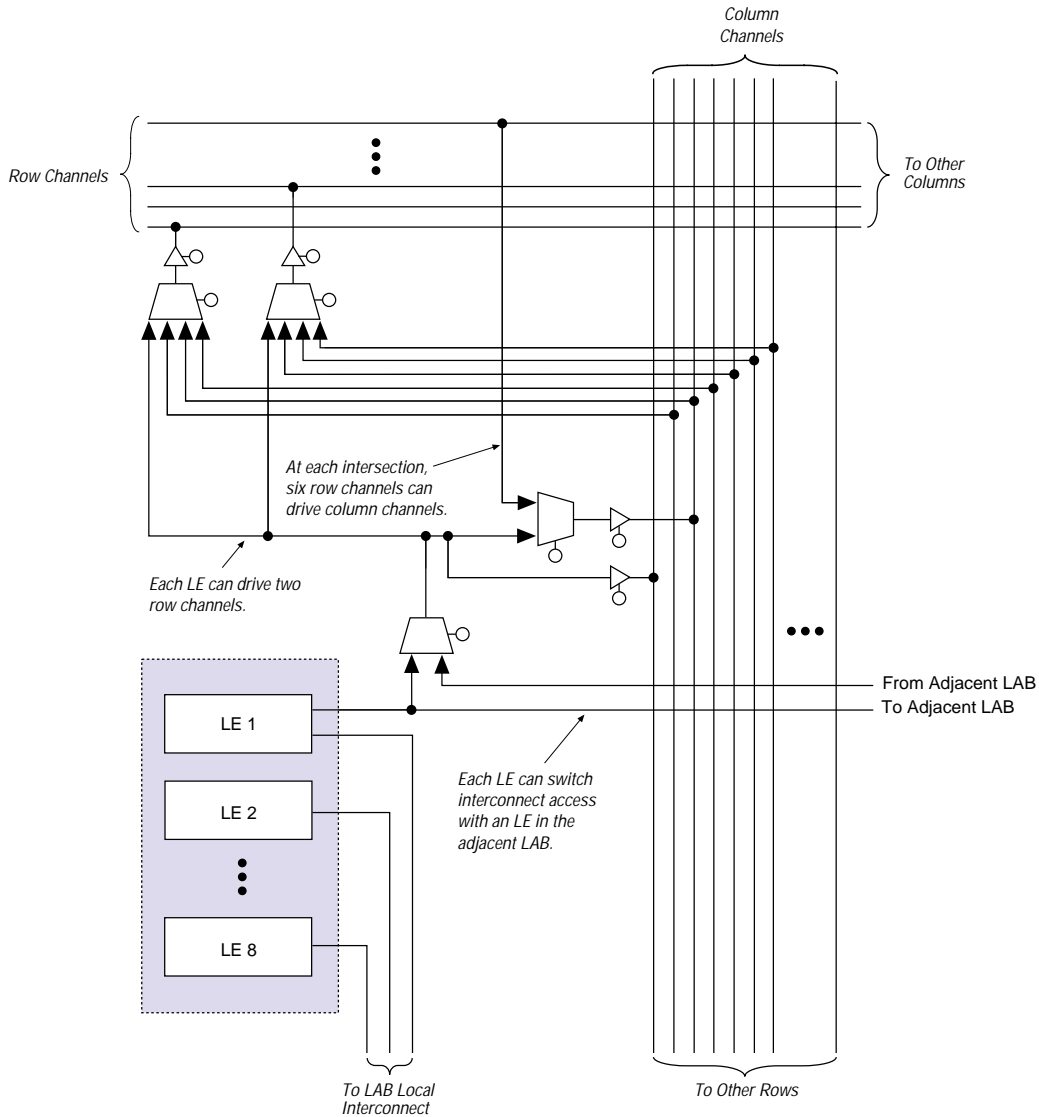 Column
Channels
Row Channels
To Other
Columns
At each intersection,
six row channels can
drive column channels.
Each LE can drive two
row channels.
From Adjacent LAB
To Adjacent LAB
LE 1
Each LE can switch
interconnect access
with an LE in the
adjacent LAB.
LE 2
LE 8
To LAB Local
Interconnect
To Other Rows